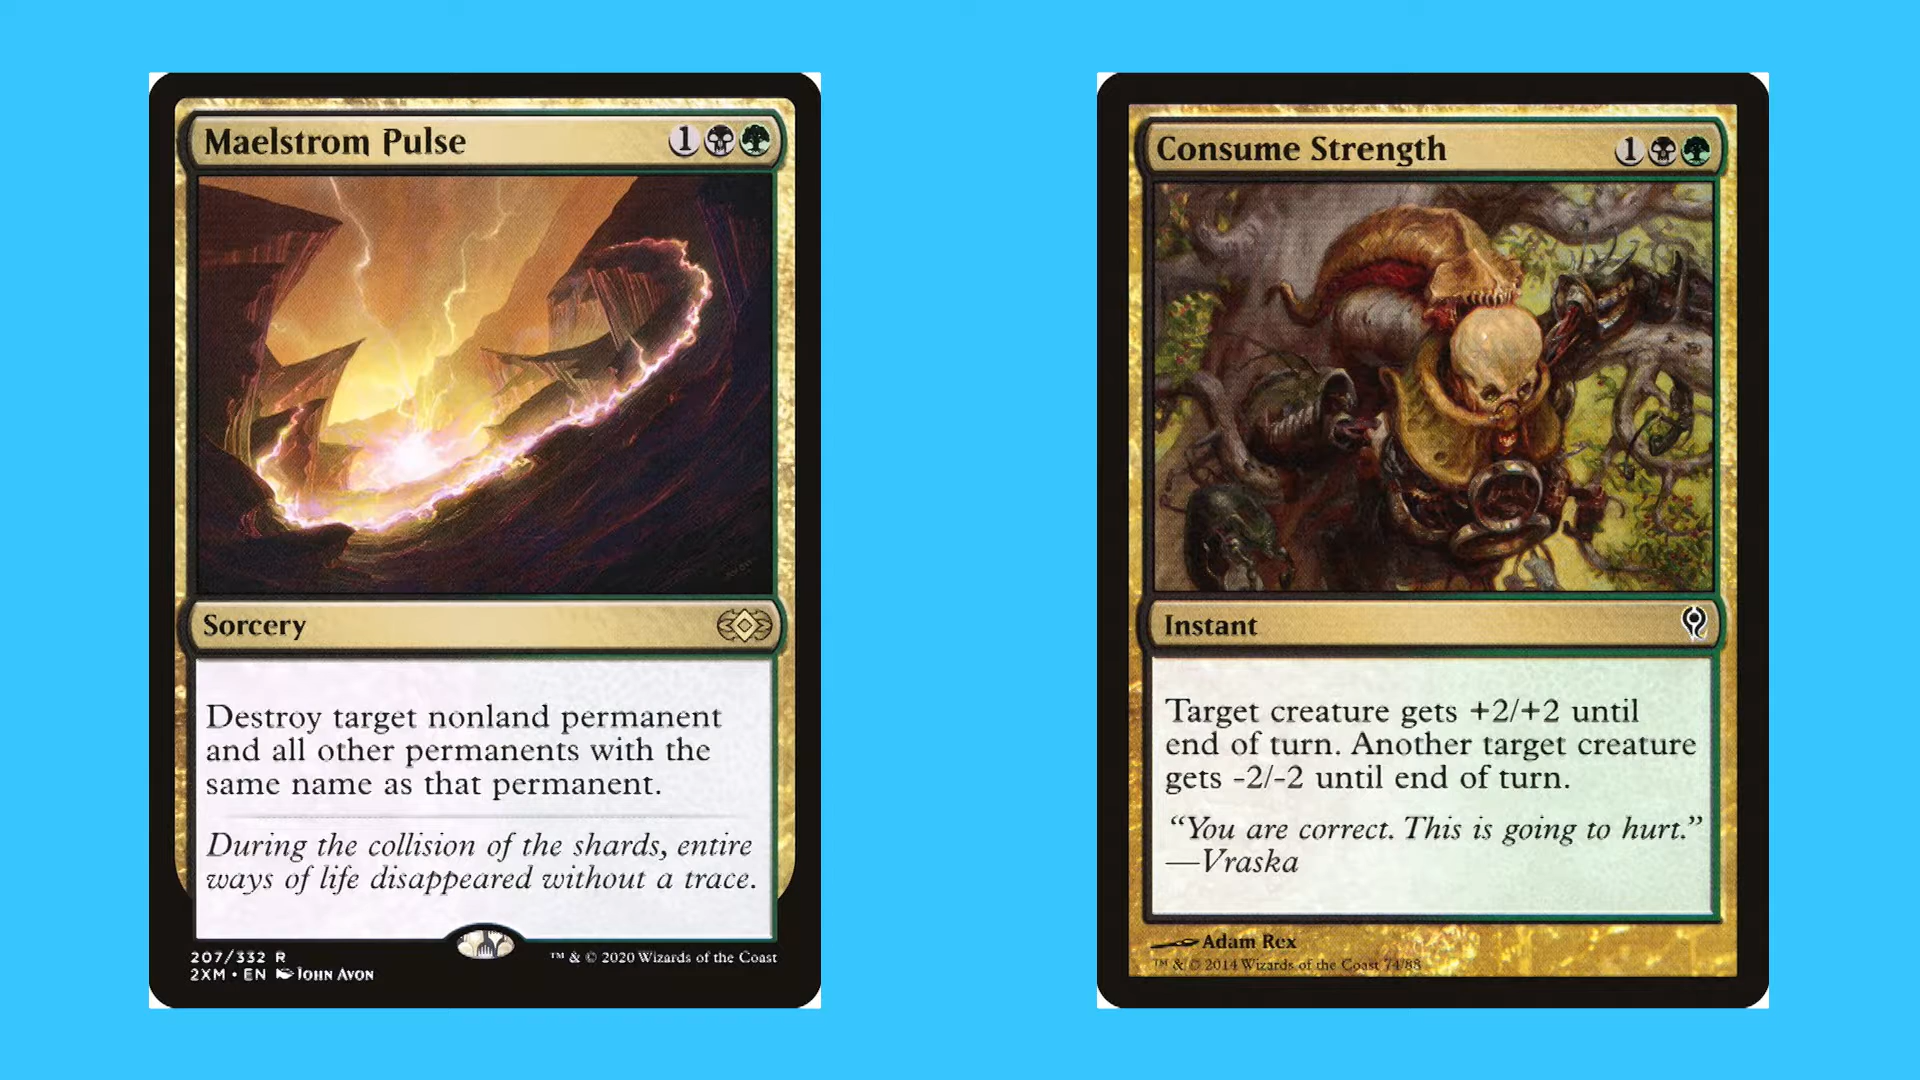 Maelstrom Pulse
1
Sorcery
Destroy target nonland permanent
and all other permanents with the
same name as that permanent.
During the collision of the shards, entire
ways of life disappeared without a trace.
207/332 R
2XM • EN John Avon
™ & © 2020 Wizards of the Coast
Consume Strength
1
Instant
Target creature gets +2/+2 until
end of turn. Another target creature
gets -2/-2 until end of turn.
“You are correct. This is going to hurt.”
—Vraska
Adam Rex
™ & © 2014 Wizards of the Coast 74/88